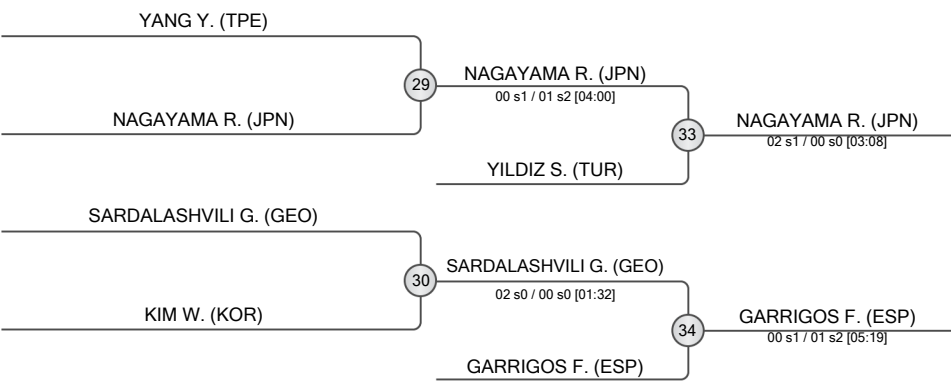 YANG Y. (TPE)
29
NAGAYAMA R. (JPN)
00 s1 / 01 s2 [04:00]
NAGAYAMA R. (JPN)
33
NAGAYAMA R. (JPN)
02 s1 / 00 s0 [03:08]
YILDIZ S. (TUR)
SARDALASHVILI G. (GEO)
30
SARDALASHVILI G. (GEO)
02 s0 / 00 s0 [01:32]
KIM W. (KOR)
34
GARRIGOS F. (ESP)
00 s1 / 01 s2 [05:19]
GARRIGOS F. (ESP)